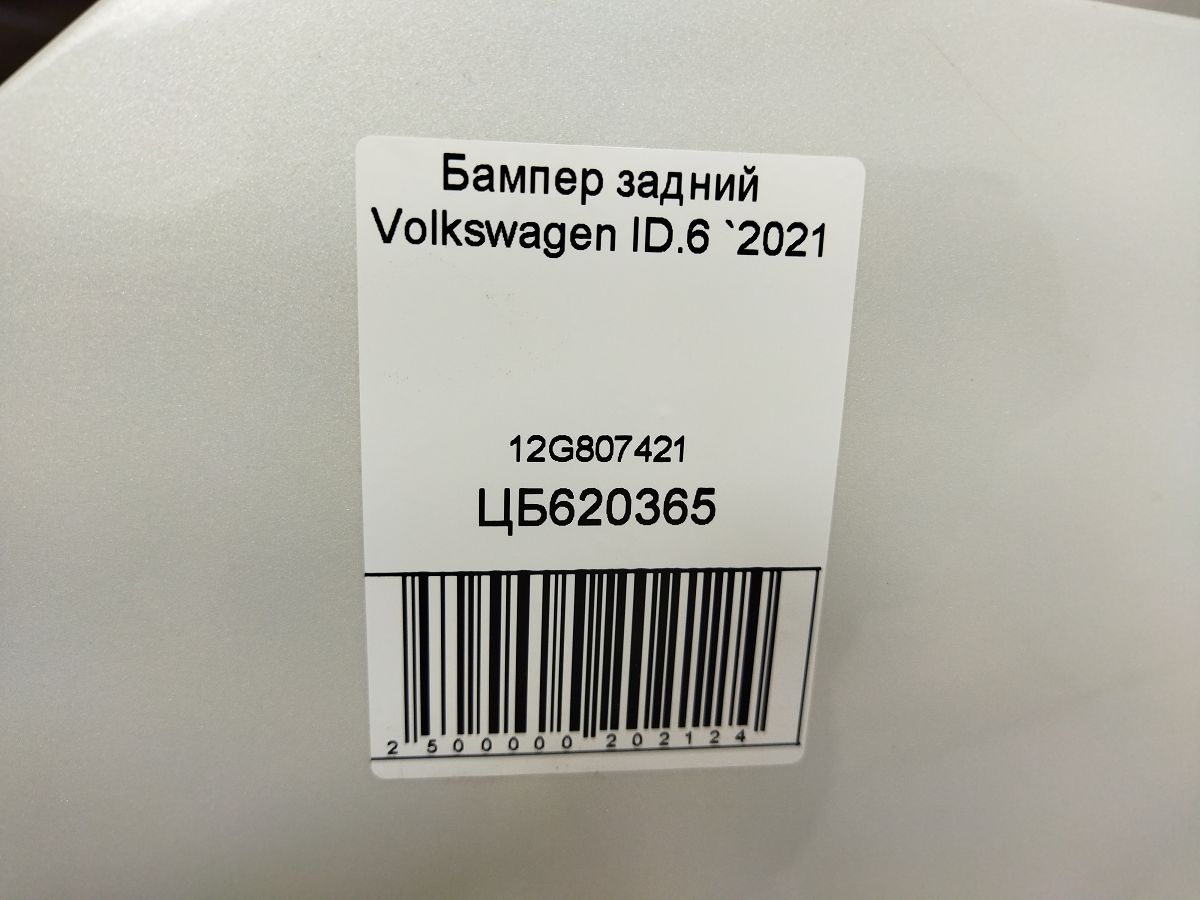 Бампер задний
Volkswagen ID.6 `2021
12G807421
ЦБ620365
2 500000 202124